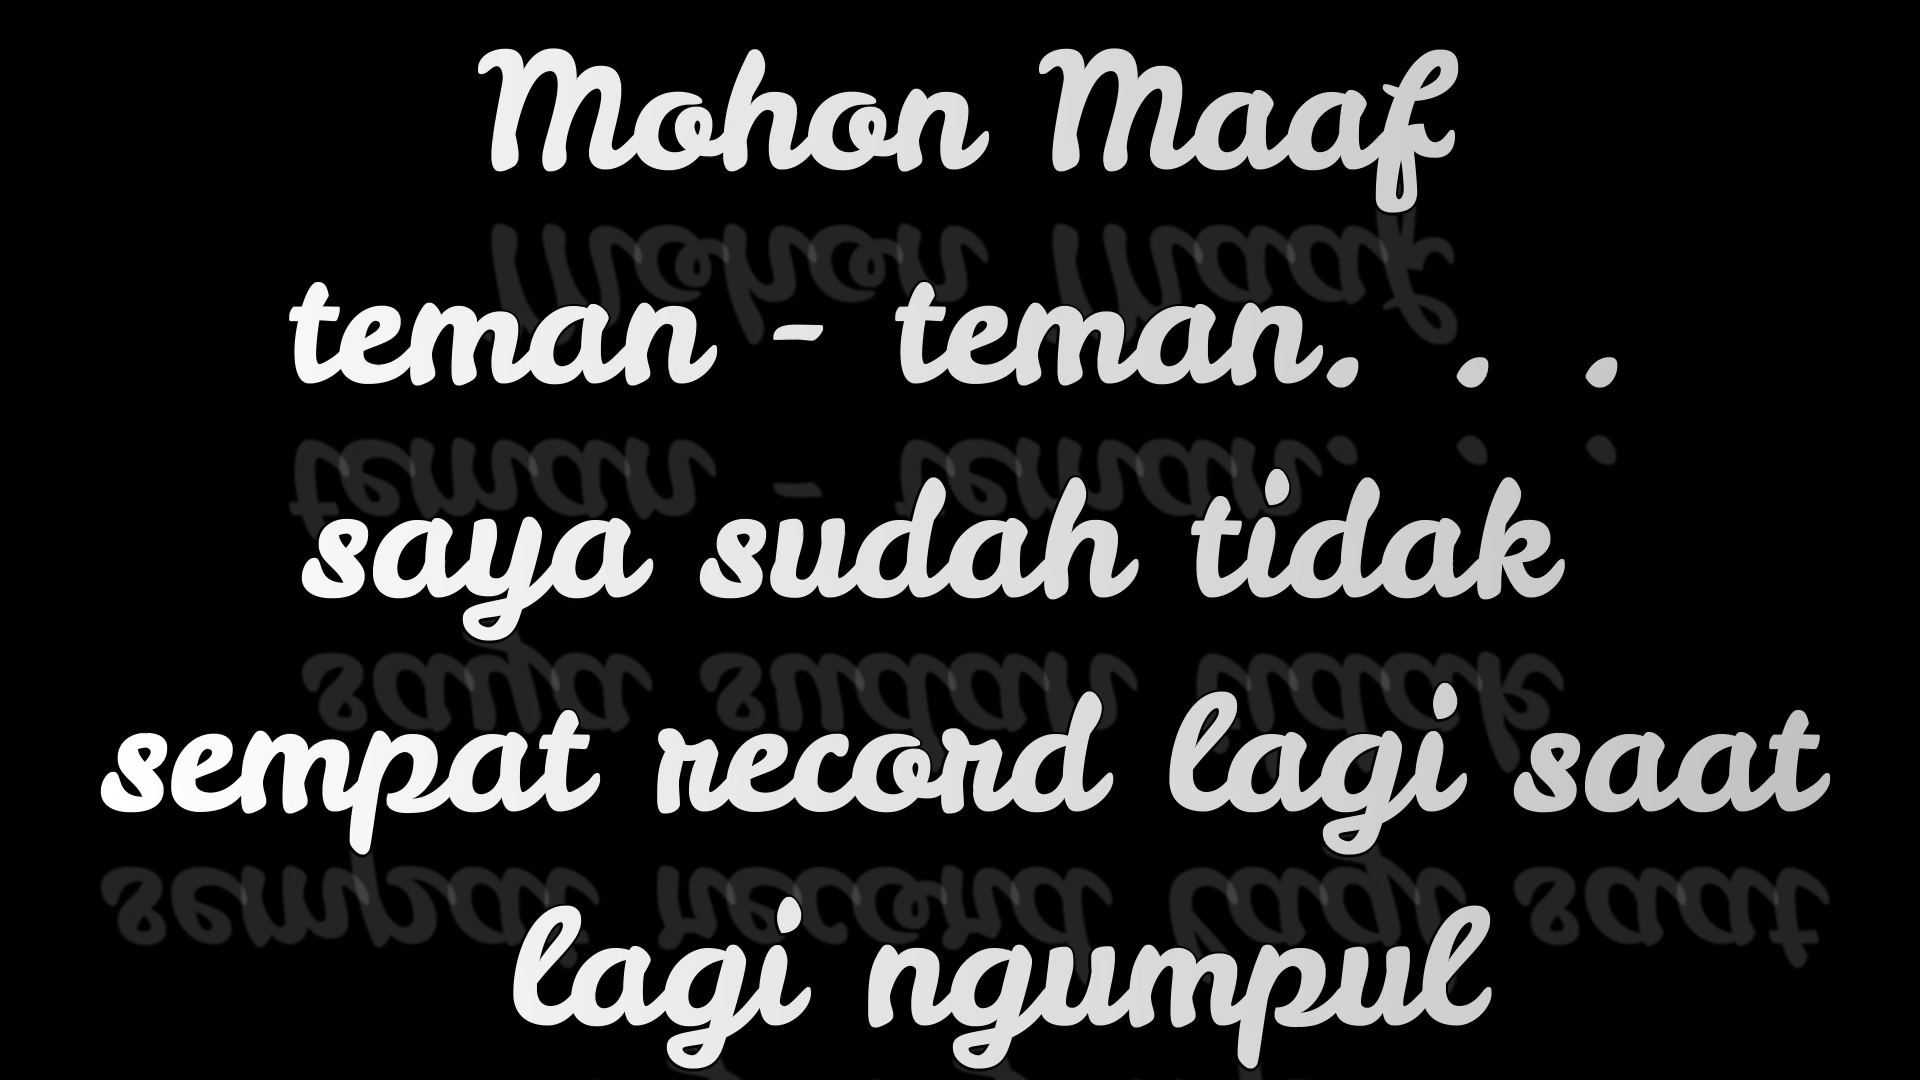 Mohon Maaf
teman - teman. . .
saya sudah tidak
sempat record lagi saat
lagi ngumpul